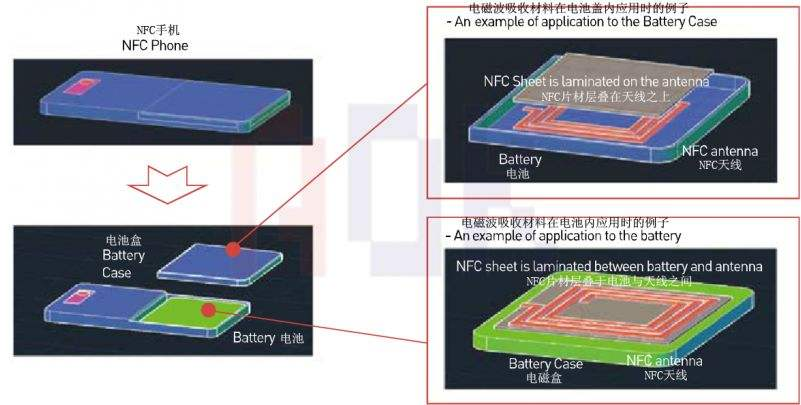 NFC手机
NFC Phone
电磁波吸收材料在电池盖内应用时的例子
- An example of application to the Battery Case
NFC Sheet is laminated on the antenna
NFC片材层叠在天线之上
Battery
电池
NFC antenna
NFC天线
电池盒
Battery
Case
Battery 电池
电磁波吸收材料在电池内应用时的例子
- An example of application to the battery
NFC sheet is laminated between battery and antenna
NFC片材层叠于电池与天线之间
Battery Case
电磁盒
NFC antenna
NFC天线